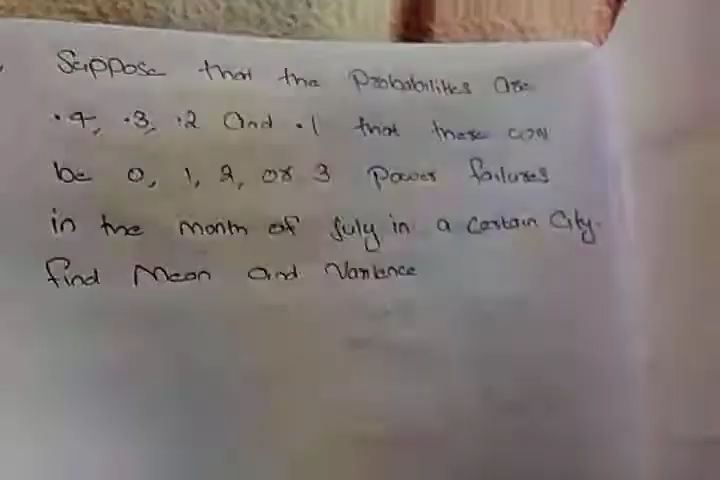 Suppose that the Probabilities are
.4, .3, .2 and .1 that there will
be 0, 1, 2, or 3 Power failures
in the month of July in a certain City.
find Mean and Variance